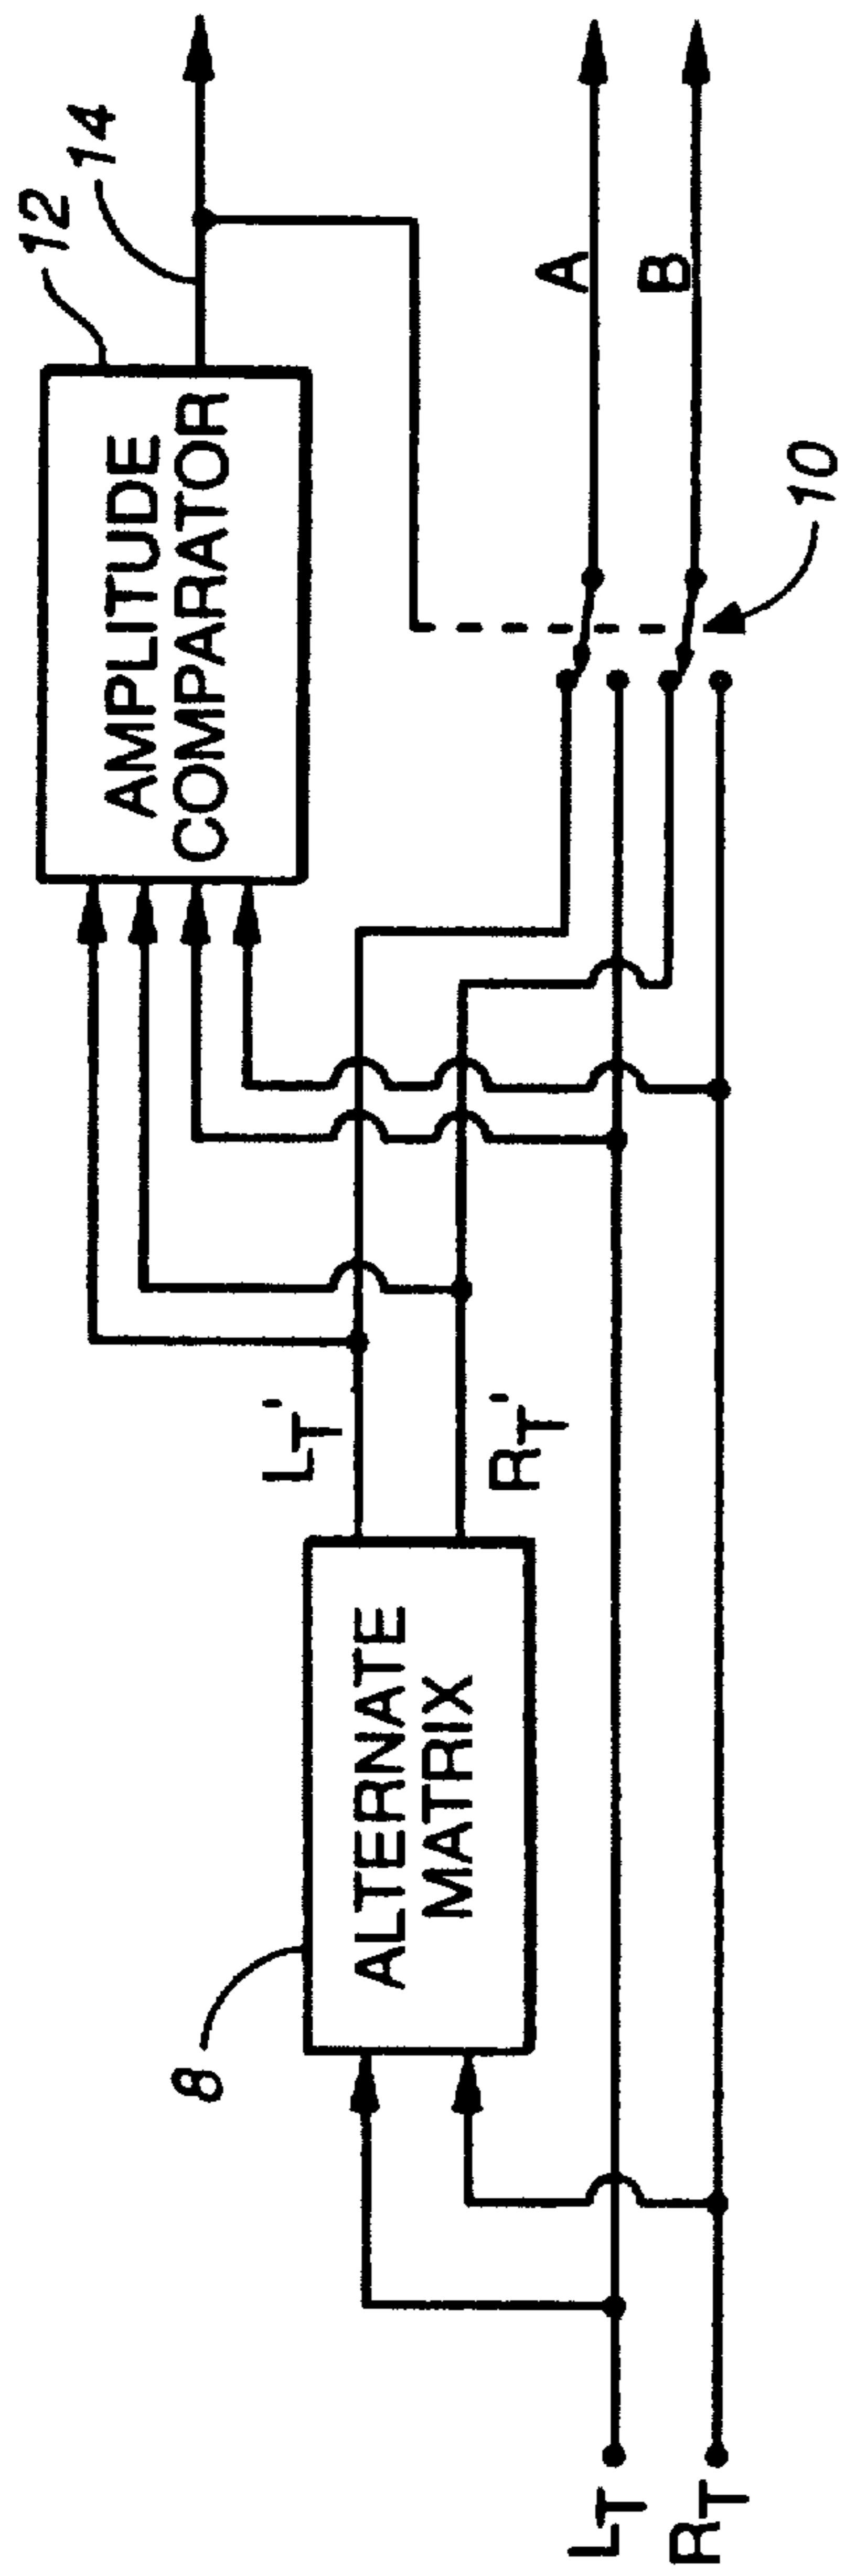 12
14
AMPLITUDE
COMPARATOR
A
B
10
L_T'
R_T'
8
ALTERNATE
MATRIX
L_T
R_T